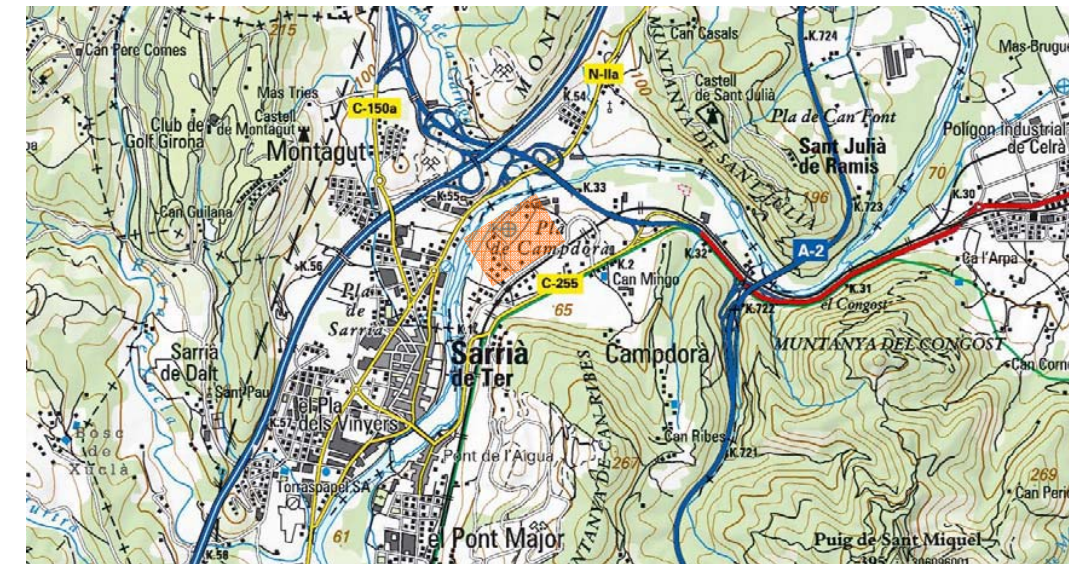 Can Pere Comes
215
100
C-150a
Mas Tries
Castell
de Montagut
Club de
Golf Girona
Montagut
Can Guilana
K.56
K.55
K.54
N-IIa
100
MONT
Can Casals
K.724
Castell
de Sant Julià
MUNTANYA DE SANT JULIÀ
Pla de Can Font
Sant Julià
de Ramis
196
K.723
70
Mas-Brugue
Polígon industrial
de Celrà
K.30
K.33
Pla
de Campdorà
K.2
C-255
Can Mingo
65
K.32
A-2
K.722
K.31
el Congost
Ca l'Arpa
MUNTANYA DEL CONGOST
Can Corne
Pla
de
Sarrià
K.1
Sarrià
de Ter
Campdorà
Sarrià
de Dalt
Sant Pau
el Pla
dels Vinyers
K.57
Bosc
de
Xuclà
Torraspapel SA
Pont de l'Aigua
MUNTANYA DE CAN RIBES
Can Ribes
267
K.721
269
Can Peri
61
el Pont Major
K.58
Puig de Sant Miquel
395